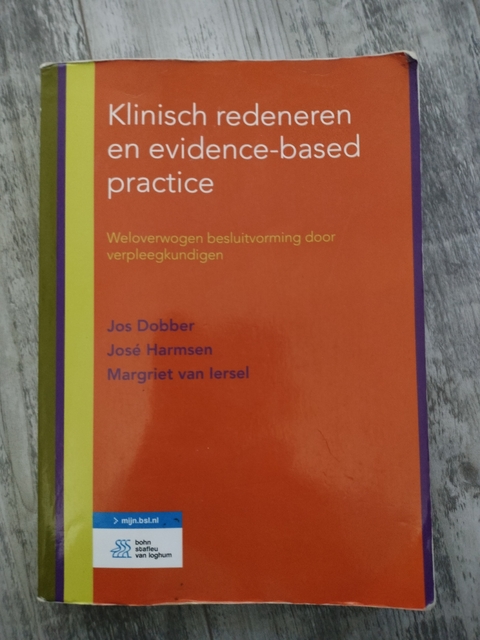 Klinisch redeneren
en evidence-based
practice
Weloverwogen besluitvorming door
verpleegkundigen
Jos Dobber
José Harmsen
Margriet van Iersel
> mijn.bsl.nl
bohn
stafleu
van loghum